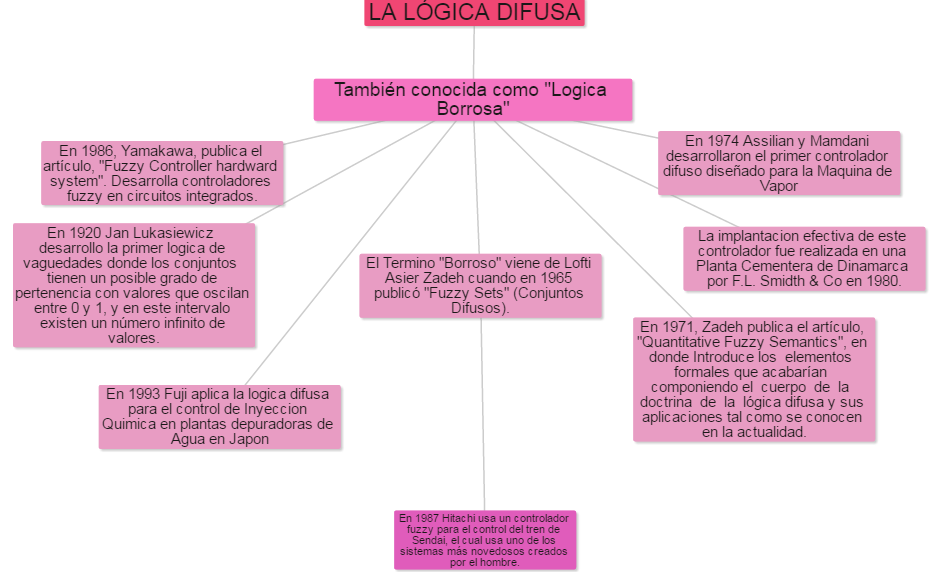 LA LÓGICA DIFUSA
También conocida como "Logica
Borrosa"
En 1986, Yamakawa, publica el
artículo, "Fuzzy Controller hardward
system". Desarrolla controladores
fuzzy en circuitos integrados.
En 1974 Assilian y Mamdani
desarrollaron el primer controlador
difuso diseñado para la Maquina de
Vapor
En 1920 Jan Lukasiewicz
desarrollo la primer logica de
vaguedades donde los conjuntos
tienen un posible grado de
pertenencia con valores que oscilan
entre 0 y 1, y en este intervalo
existen un número infinito de
valores.
El Termino "Borroso" viene de Lofti
Asier Zadeh cuando en 1965
publicó "Fuzzy Sets" (Conjuntos
Difusos).
La implantacion efectiva de este
controlador fue realizada en una
Planta Cementera de Dinamarca
por F.L. Smidth & Co en 1980.
En 1971, Zadeh publica el artículo,
"Quantitative Fuzzy Semantics", en
donde Introduce los elementos
formales que acabarían
componiendo el cuerpo de la
doctrina de la lógica difusa y sus
aplicaciones tal como se conocen
en la actualidad.
En 1993 Fuji aplica la logica difusa
para el control de Inyeccion
Quimica en plantas depuradoras de
Agua en Japon
En 1987 Hitachi usa un controlador
fuzzy para el control del tren de
Sendai, el cual usa uno de los
sistemas más novedosos creados
por el hombre.